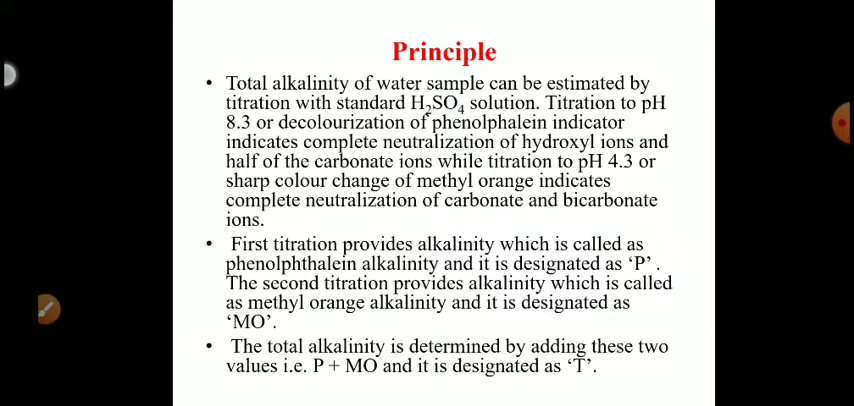 Principle
• Total alkalinity of water sample can be estimated by
titration with standard H₂SO₄ solution. Titration to pH
8.3 or decolourization of phenolphalein indicator
indicates complete neutralization of hydroxyl ions and
half of the carbonate ions while titration to pH 4.3 or
sharp colour change of methyl orange indicates
complete neutralization of carbonate and bicarbonate
ions.
• First titration provides alkalinity which is called as
phenolphthalein alkalinity and it is designated as ‘P’ .
The second titration provides alkalinity which is called
as methyl orange alkalinity and it is designated as
‘MO’.
• The total alkalinity is determined by adding these two
values i.e. P + MO and it is designated as ‘T’.